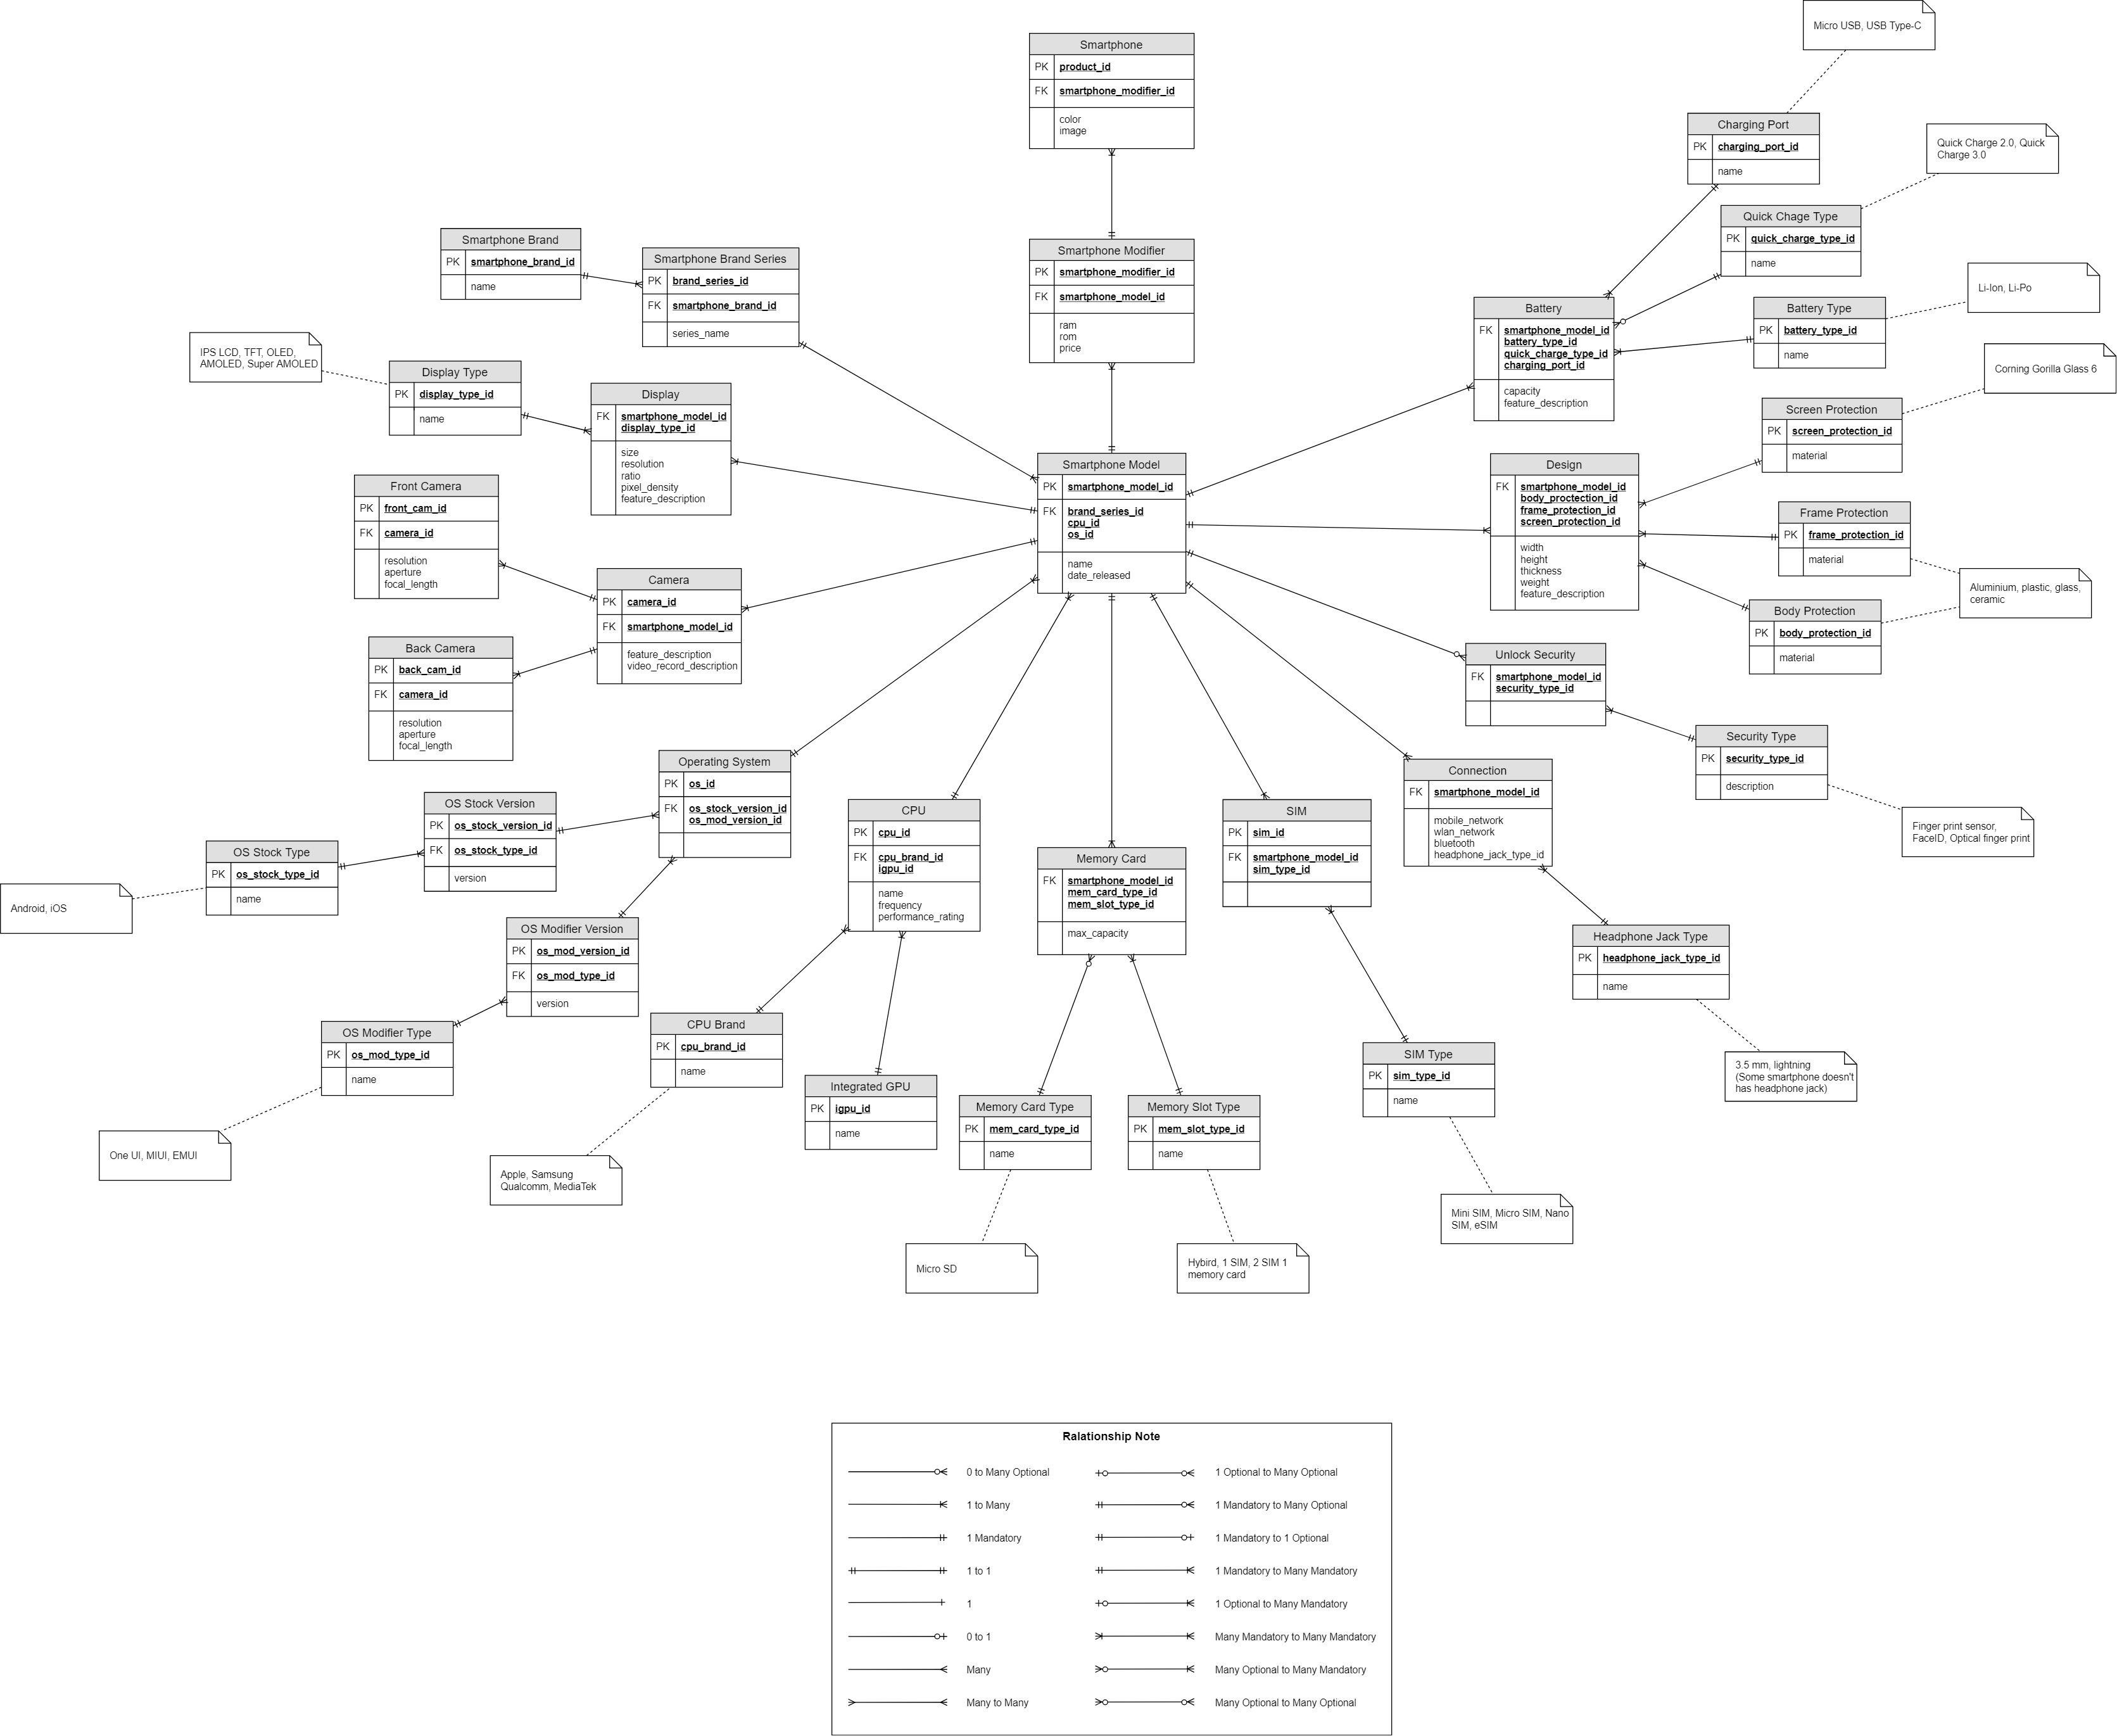 Micro USB, USB Type-C
Smartphone
PK product_id
FK smartphone_modifier_id
color
image
Charging Port
PK charging_port_id
name
Quick Charge 2.0, Quick
Charge 3.0
Quick Chage Type
PK quick_charge_type_id
name
Smartphone Brand
PK smartphone_brand_id
name
Smartphone Brand Series
PK brand_series_id
FK smartphone_brand_id
series_name
Smartphone Modifier
PK smartphone_modifier_id
FK smartphone_model_id
ram
rom
price
Li-Ion, Li-Po
Battery
FK smartphone_model_id
battery_type_id
quick_charge_type_id
charging_port_id
capacity
feature_description
Battery Type
PK battery_type_id
name
IPS LCD, TFT, OLED,
AMOLED, Super AMOLED
Display Type
PK display_type_id
name
Display
FK smartphone_model_id
display_type_id
size
resolution
ratio
pixel_density
feature_description
Corning Gorilla Glass 6
Screen Protection
PK screen_protection_id
material
Front Camera
PK front_cam_id
FK camera_id
resolution
aperture
focal_length
Smartphone Model
PK smartphone_model_id
FK brand_series_id
cpu_id
os_id
name
date_released
Design
FK smartphone_model_id
body_proctection_id
frame_protection_id
screen_protection_id
width
height
thickness
weight
feature_description
Frame Protection
PK frame_protection_id
material
Aluminium, plastic, glass,
ceramic
Camera
PK camera_id
FK smartphone_model_id
feature_description
video_record_description
Body Protection
PK body_protection_id
material
Back Camera
PK back_cam_id
FK camera_id
resolution
aperture
focal_length
Unlock Security
FK smartphone_model_id
security_type_id
Security Type
PK security_type_id
description
Finger print sensor,
FaceID, Optical finger print
Operating System
PK os_id
FK os_stock_version_id
os_mod_version_id
Connection
FK smartphone_model_id
mobile_network
wlan_network
bluetooth
headphone_jack_type_id
OS Stock Version
PK os_stock_version_id
FK os_stock_type_id
version
CPU
PK cpu_id
FK cpu_brand_id
igpu_id
name
frequency
performance_rating
SIM
PK sim_id
FK smartphone_model_id
sim_type_id
OS Stock Type
PK os_stock_type_id
name
Android, iOS
Memory Card
FK smartphone_model_id
mem_card_type_id
mem_slot_type_id
max_capacity
OS Modifier Version
PK os_mod_version_id
FK os_mod_type_id
version
Headphone Jack Type
PK headphone_jack_type_id
name
OS Modifier Type
PK os_mod_type_id
name
CPU Brand
PK cpu_brand_id
name
SIM Type
PK sim_type_id
name
3.5 mm, lightning
(Some smartphone doesn't
has headphone jack)
Integrated GPU
PK igpu_id
name
Memory Card Type
PK mem_card_type_id
name
Memory Slot Type
PK mem_slot_type_id
name
One UI, MIUI, EMUI
Apple, Samsung
Qualcomm, MediaTek
Mini SIM, Micro SIM, Nano
SIM, eSIM
Micro SD
Hybird, 1 SIM, 2 SIM 1
memory card
Ralationship Note
0 to Many Optional
1 Optional to Many Optional
1 to Many
1 Mandatory to Many Optional
1 Mandatory
1 Mandatory to 1 Optional
1 to 1
1 Mandatory to Many Mandatory
1
1 Optional to Many Mandatory
0 to 1
Many Mandatory to Many Mandatory
Many
Many Optional to Many Mandatory
Many to Many
Many Optional to Many Optional